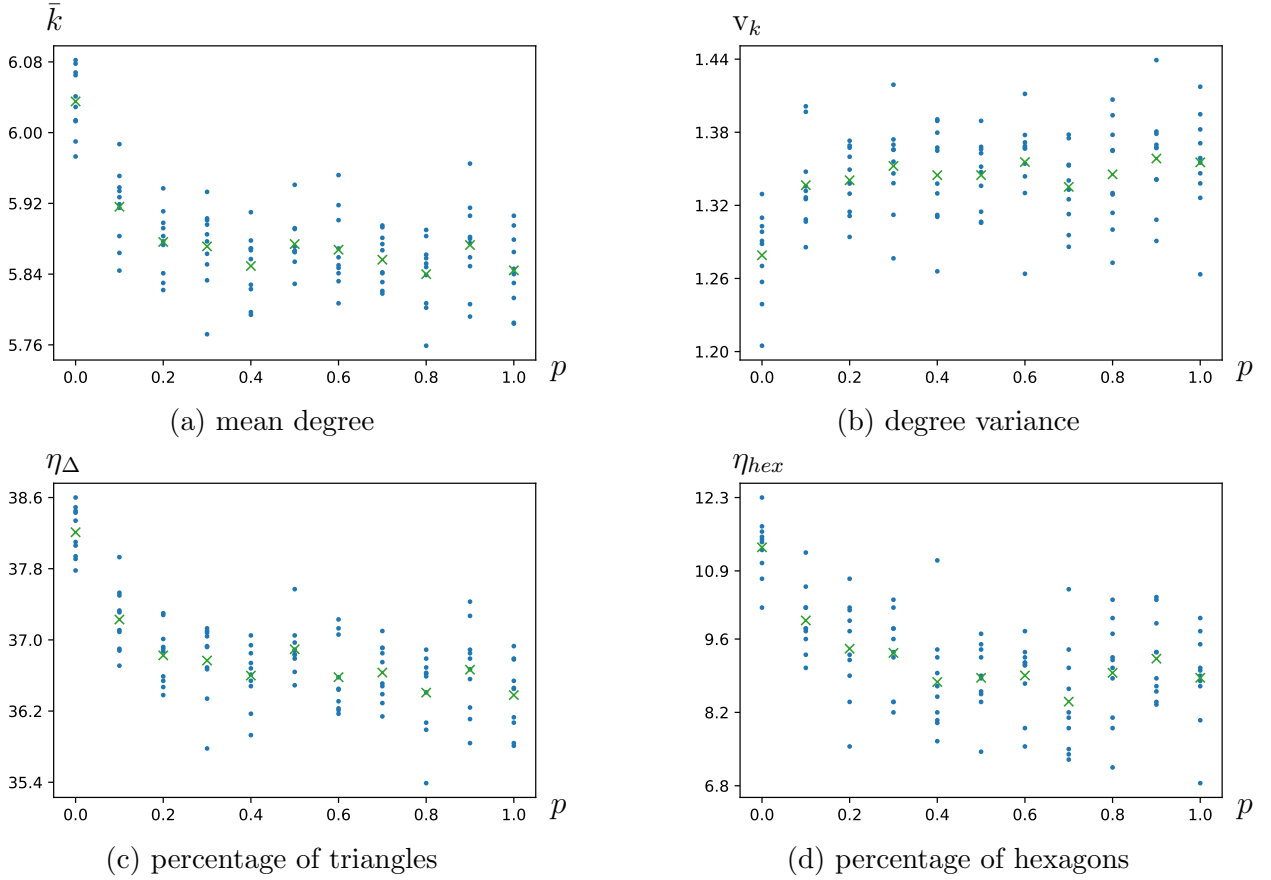 k̄
6.08
6.00
5.92
5.84
5.76
0.0 0.2 0.4 0.6 0.8 1.0 p
(a) mean degree
v_k
1.44
1.38
1.32
1.26
1.20
0.0 0.2 0.4 0.6 0.8 1.0 p
(b) degree variance
η_Δ
38.6
37.8
37.0
36.2
35.4
0.0 0.2 0.4 0.6 0.8 1.0 p
(c) percentage of triangles
η_hex
12.3
10.9
9.6
8.2
6.8
0.0 0.2 0.4 0.6 0.8 1.0 p
(d) percentage of hexagons